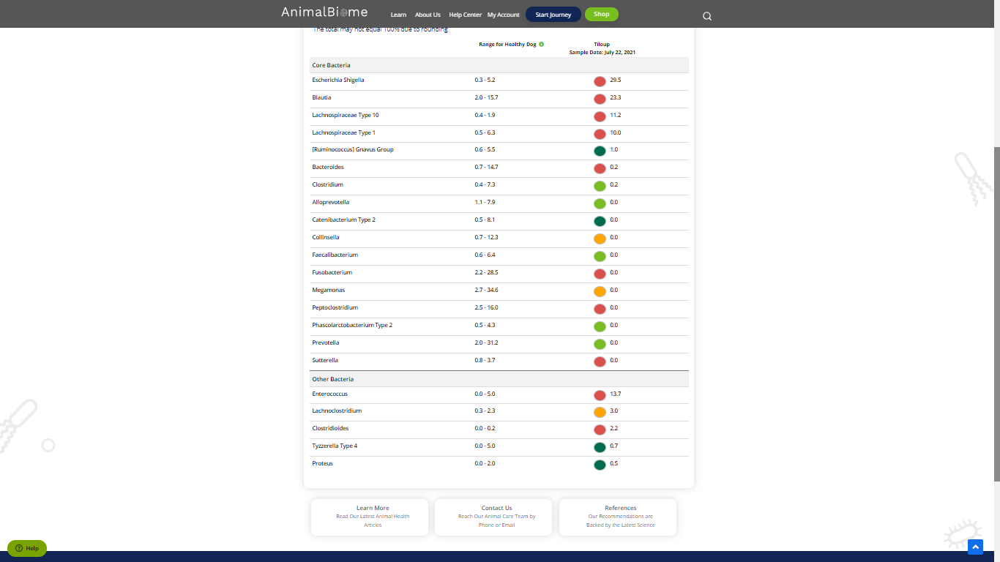 AnimalBiome Learn About Us Help Center My Account Start Journey Shop
The total may not equal 100% due to rounding
Range for Healthy Dog Tiloup
Sample Date: July 22, 2021
Core Bacteria
Escherichia Shigella 0.3 - 5.2 29.5
Blautia 2.0 - 15.7 23.3
Lachnospiraceae Type 10 0.4 - 1.9 11.2
Lachnospiraceae Type 1 0.5 - 6.3 10.0
[Ruminococcus] Gnavus Group 0.6 - 5.5 1.0
Bacteroides 0.7 - 14.7 0.2
Clostridium 0.4 - 7.3 0.2
Alloprevotella 1.1 - 7.9 0.0
Catenibacterium Type 2 0.5 - 8.1 0.0
Collinsella 0.7 - 12.3 0.0
Faecalibacterium 0.6 - 6.4 0.0
Fusobacterium 2.2 - 28.5 0.0
Megamonas 2.7 - 34.6 0.0
Peptoclostridium 2.5 - 16.0 0.0
Phascolarctobacterium Type 2 0.5 - 4.3 0.0
Prevotella 2.0 - 31.2 0.0
Sutterella 0.8 - 3.7 0.0
Other Bacteria
Enterococcus 0.0 - 5.0 13.7
Lachnoclostridium 0.3 - 2.3 3.0
Clostridioides 0.0 - 0.2 2.2
Tyzzerella Type 4 0.0 - 5.0 0.7
Proteus 0.0 - 2.0 0.5
Learn More
Read Our Latest Animal Health
Articles
Contact Us
Reach Our Animal Care Team by
Phone or Email
References
Our Recommendations are
Backed by the Latest Science
Help